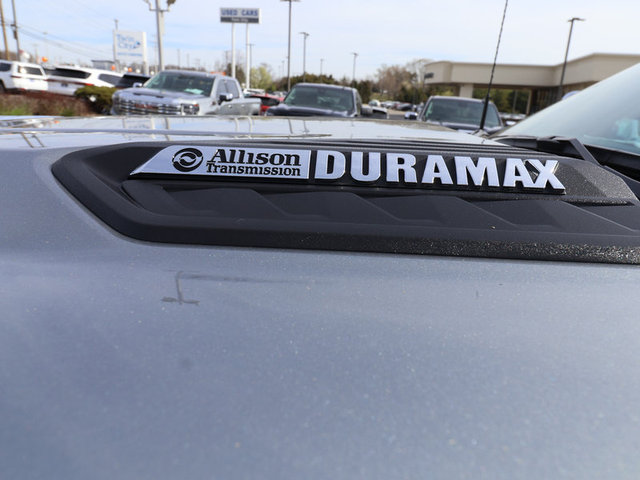 USED CARS
Allison
Transmission
DURAMAX